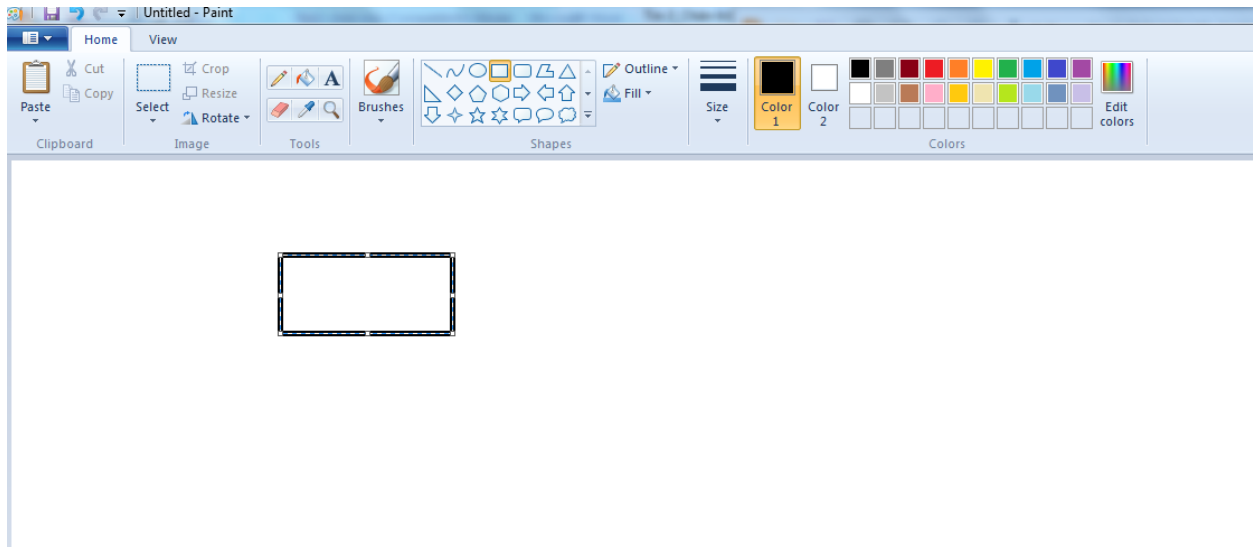 Untitled - Paint
Home View
Cut Crop Outline
Copy Resize Fill
Paste Select Rotate A Brushes Size Color 1 Color 2 Edit colors
Clipboard Image Tools Shapes Colors